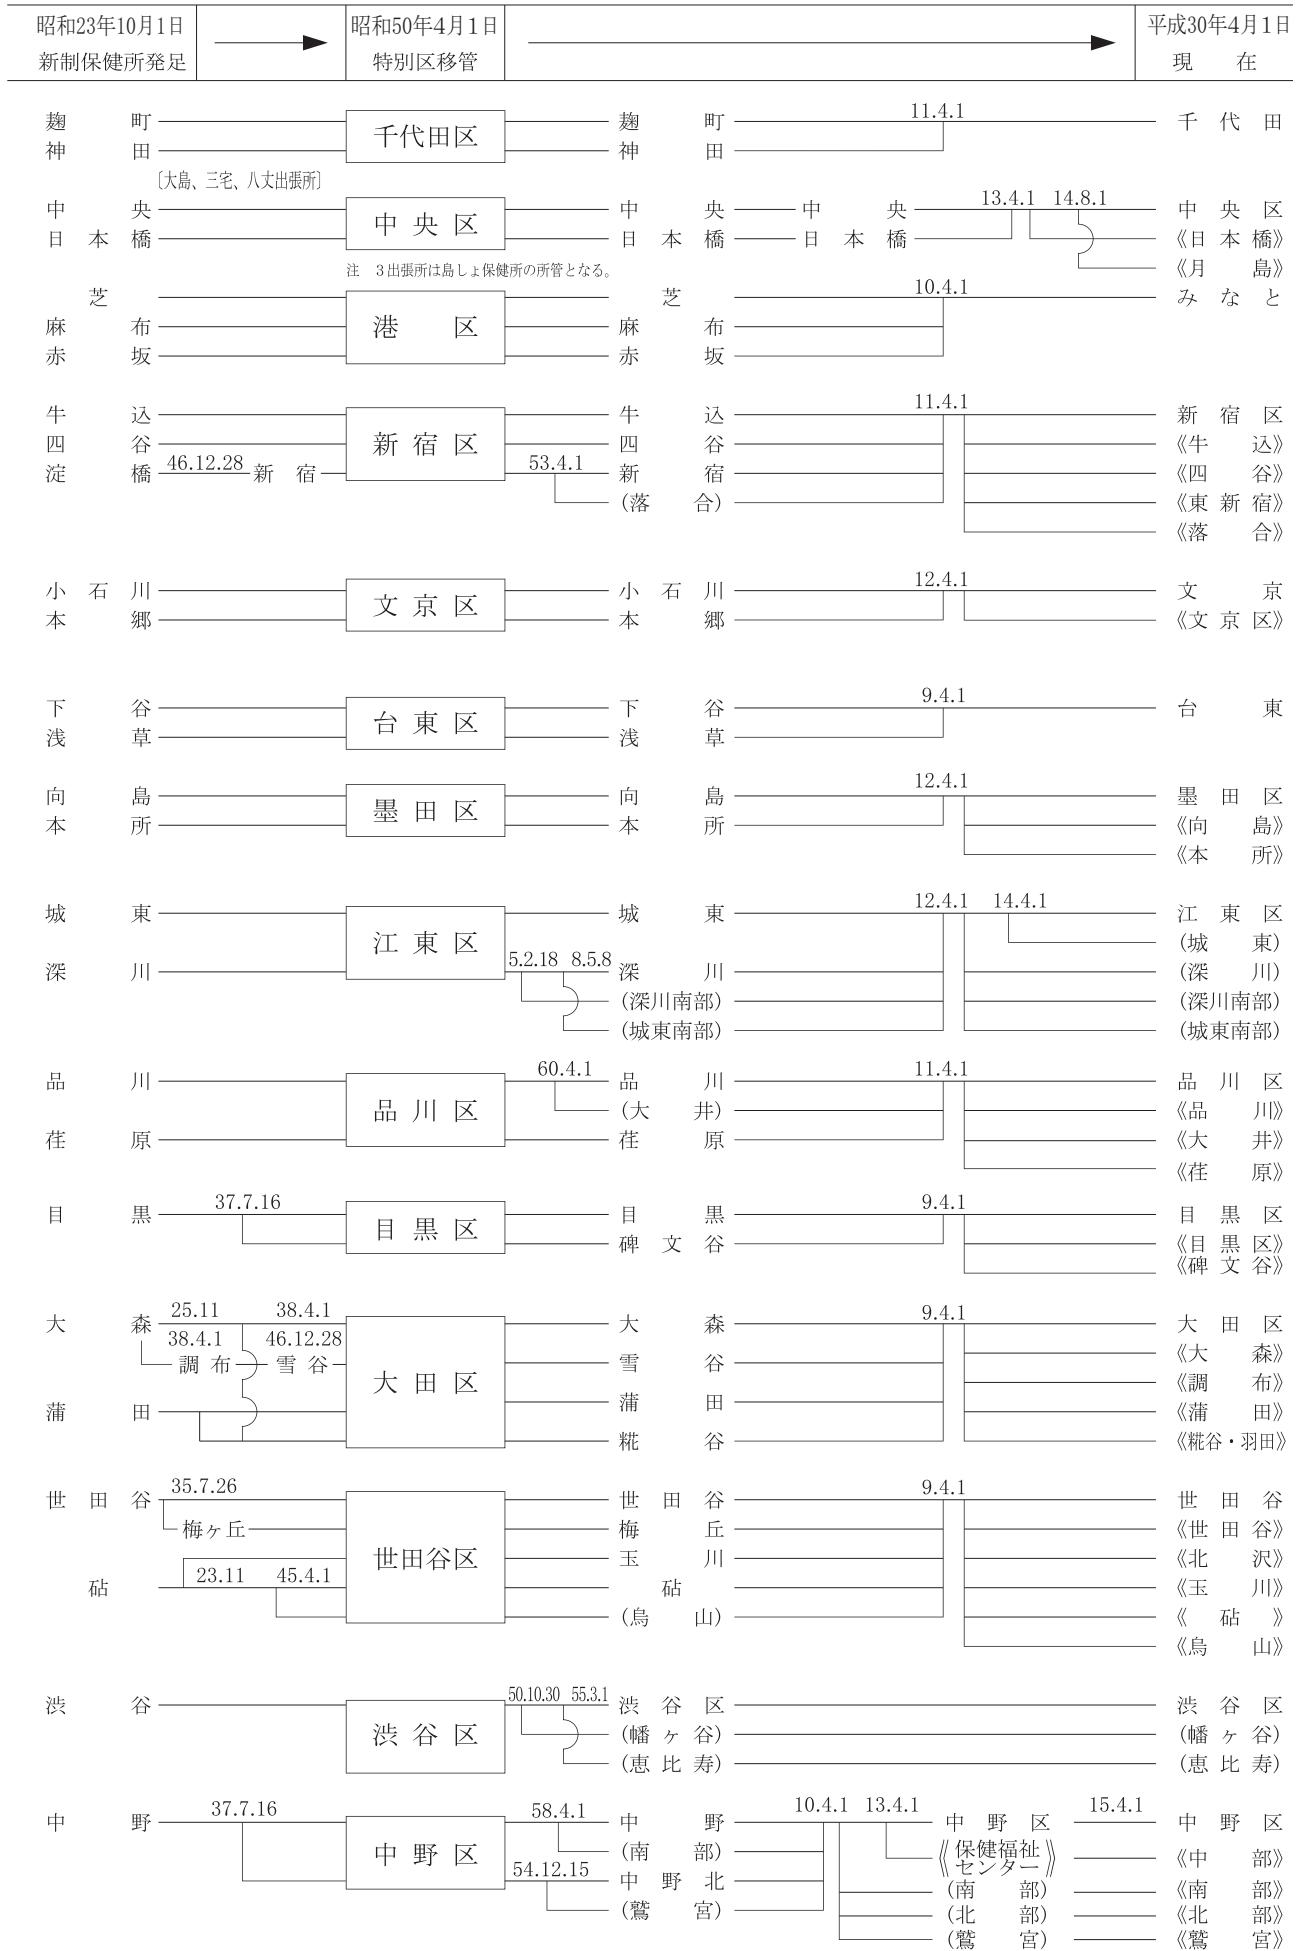 昭和23年10月1日 昭和50年4月1日 平成30年4月1日
新制保健所発足 特別区移管 現 在
11.4.1
麹町 千代田区 麹町 千代田
神田 神田
〔大島、三宅、八丈出張所〕
13.4.1 14.8.1
中央 中央区 中央 中央 中央区
日本橋 日本橋 日本橋 《日本橋》
注 3出張所は島しょ保健所の所管となる。 《月島》
10.4.1
芝 港区 芝 みなと
麻布 麻布
赤坂 赤坂
11.4.1
牛込 新宿区 牛込 新宿区
四谷 四谷 《牛込》
淀橋 46.12.28 新宿 53.4.1 新宿 《四谷》
(落合) 《東新宿》
《落合》
12.4.1
小石川 文京区 小石川 文京
本郷 本郷 《文京区》
9.4.1
下谷 台東区 下谷 台東
浅草 浅草
12.4.1
向島 墨田区 向島 墨田区
本所 本所 《向島》
《本所》
12.4.1 14.4.1
城東 江東区 城東 江東区
(城東)
深川 5.2.18 8.5.8 深川 (深川)
(深川南部) (深川南部)
(城東南部) (城東南部)
60.4.1 11.4.1
品川 品川区 品川 品川区
(大井) 《品川》
荏原 荏原 《大井》
《荏原》
37.7.16 9.4.1
目黒 目黒区 目黒 目黒区
碑文谷 《目黒区》
《碑文谷》
25.11 38.4.1 9.4.1
大森 大田区 大森 大田区
38.4.1 46.12.28
《大森》
調布 雪谷 雪谷
《調布》
蒲田 蒲田 《蒲田》
糀谷 《糀谷・羽田》
35.7.26 9.4.1
世田谷 世田谷区 世田谷 世田谷
梅ヶ丘 梅丘 《世田谷》
玉川 《北沢》
砧 23.11 45.4.1 砧 《玉川》
(烏山) 《砧》
《烏山》
50.10.30 55.3.1
渋谷 渋谷区 渋谷区 渋谷区
(幡ヶ谷) (幡ヶ谷)
(恵比寿) (恵比寿)
37.7.16 58.4.1 10.4.1 13.4.1 15.4.1
中野 中野区 中野 中野区 中野区
(南部) 《保健福祉センター》 《中部》
54.12.15 中野北 (南部) 《南部》
(鷺宮) (北部) 《北部》
(鷺宮) 《鷺宮》